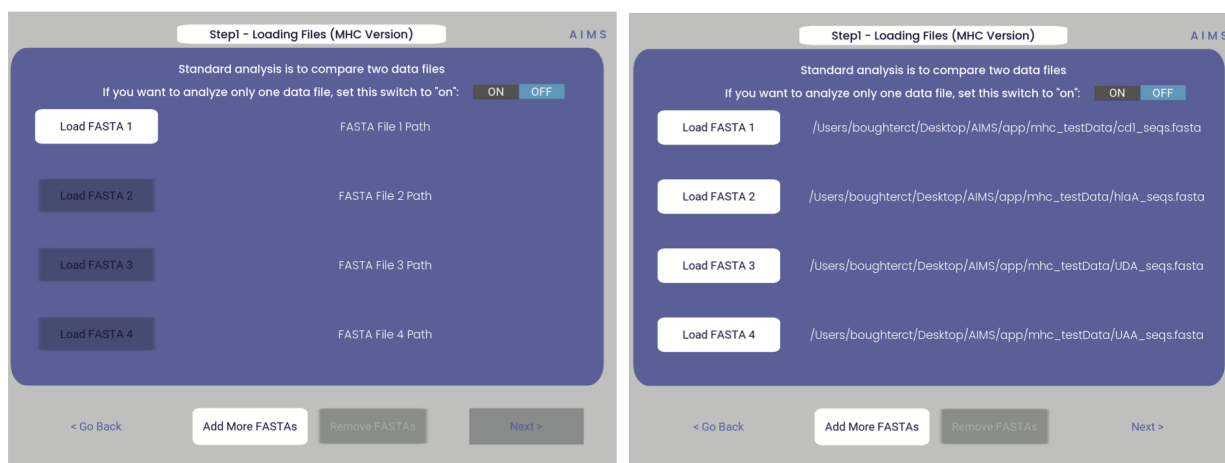 Step1 - Loading Files (MHC Version)
AIMS
Standard analysis is to compare two data files
If you want to analyze only one data file, set this switch to "on": ON OFF
Load FASTA 1 FASTA File 1 Path
Load FASTA 2 FASTA File 2 Path
Load FASTA 3 FASTA File 3 Path
Load FASTA 4 FASTA File 4 Path
< Go Back Add More FASTAs Remove FASTAs Next >
Step1 - Loading Files (MHC Version)
AIMS
Standard analysis is to compare two data files
If you want to analyze only one data file, set this switch to "on": ON OFF
Load FASTA 1 /Users/boughterct/Desktop/AIMS/app/mhc_testData/cd1_seqs.fasta
Load FASTA 2 /Users/boughterct/Desktop/AIMS/app/mhc_testData/hlaA_seqs.fasta
Load FASTA 3 /Users/boughterct/Desktop/AIMS/app/mhc_testData/UDA_seqs.fasta
Load FASTA 4 /Users/boughterct/Desktop/AIMS/app/mhc_testData/UAA_seqs.fasta
< Go Back Add More FASTAs Remove FASTAs Next >